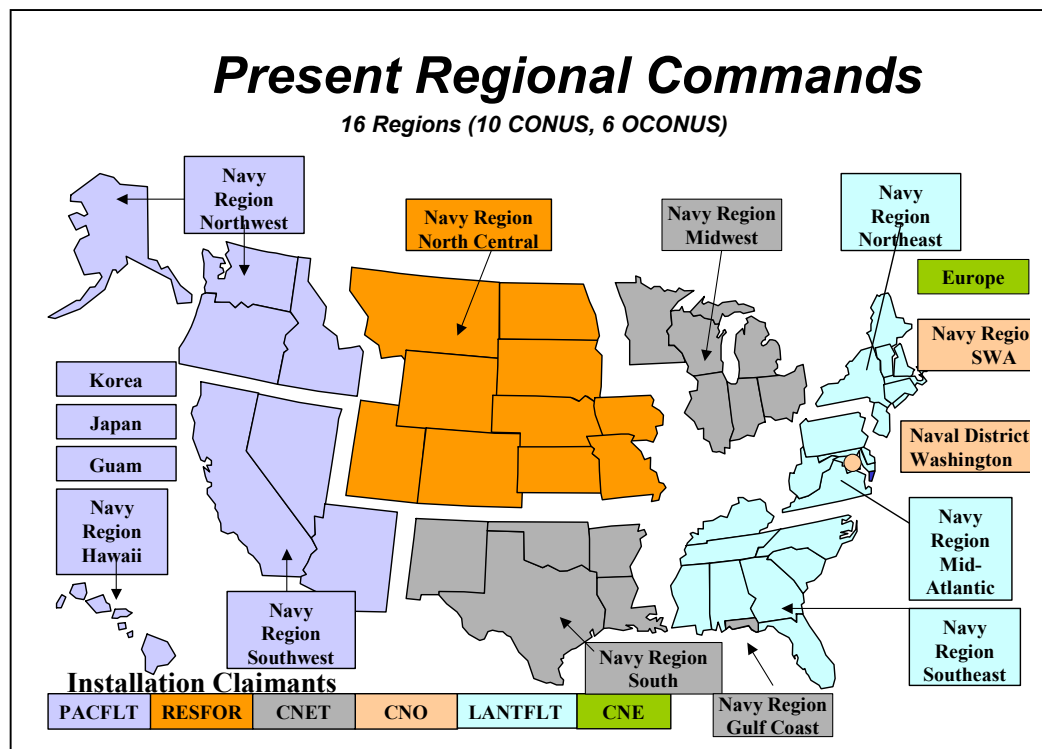 Present Regional Commands
16 Regions (10 CONUS, 6 OCONUS)
Navy
Region
Northwest
Navy Region
North Central
Navy Region
Midwest
Navy
Region
Northeast
Europe
Navy Regio
SWA
Korea
Japan
Guam
Naval District
Washington
Navy
Region
Hawaii
Navy
Region
Mid-
Atlantic
Navy
Region
Southwest
Navy Region
South
Navy
Region
Southeast
Navy Region
Gulf Coast
Installation Claimants
PACFLT RESFOR CNET CNO LANTFLT CNE